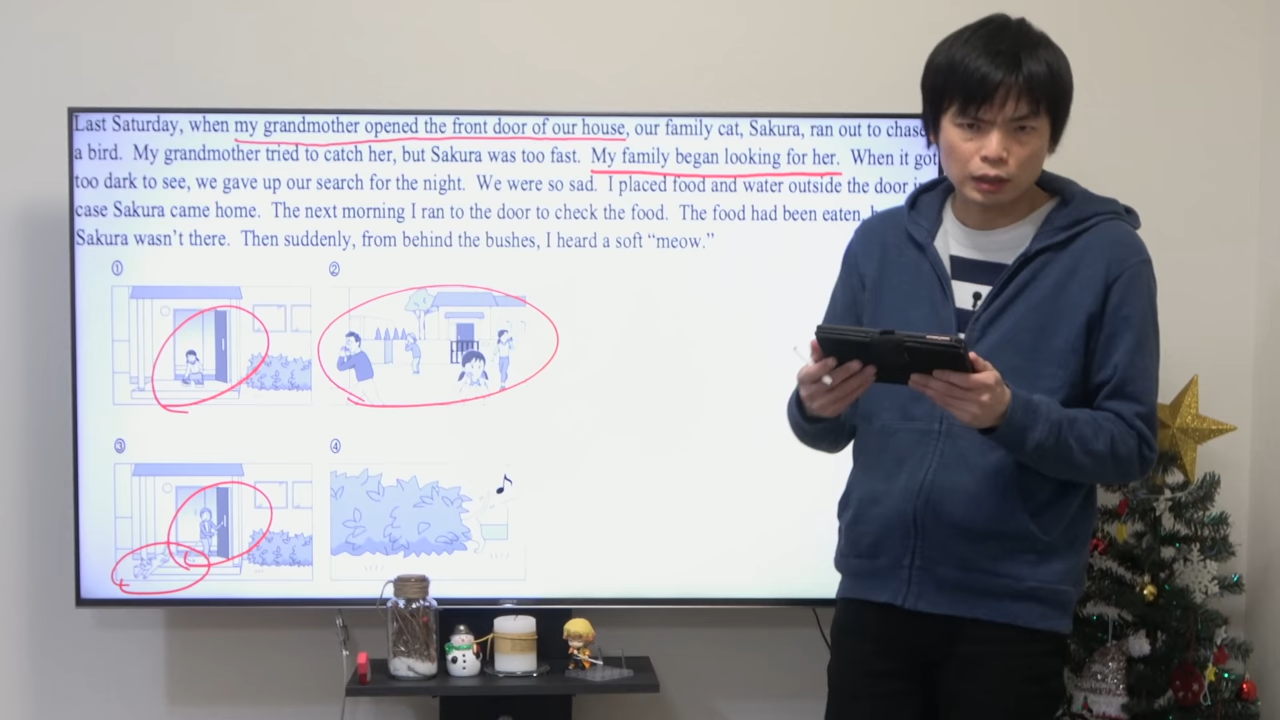 Last Saturday, when my grandmother opened the front door of our house, our family cat, Sakura, ran out to chase
a bird. My grandmother tried to catch her, but Sakura was too fast. My family began looking for her. When it got
too dark to see, we gave up our search for the night. We were so sad. I placed food and water outside the door
case Sakura came home. The next morning I ran to the door to check the food. The food had been eaten,
Sakura wasn't there. Then suddenly, from behind the bushes, I heard a soft “meow.”
① ②
③ ④